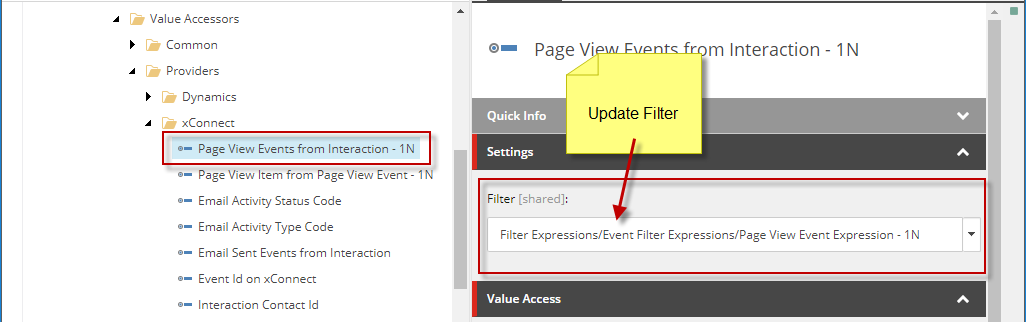 Value Accessors
Common
Providers
Dynamics
xConnect
Page View Events from Interaction - 1N
Page View Item from Page View Event - 1N
Email Activity Status Code
Email Activity Type Code
Email Sent Events from Interaction
Event Id on xConnect
Interaction Contact Id
Page View Events from Interaction - 1N
Quick Info
Update Filter
Settings
Filter [shared]:
Filter Expressions/Event Filter Expressions/Page View Event Expression - 1N
Value Access